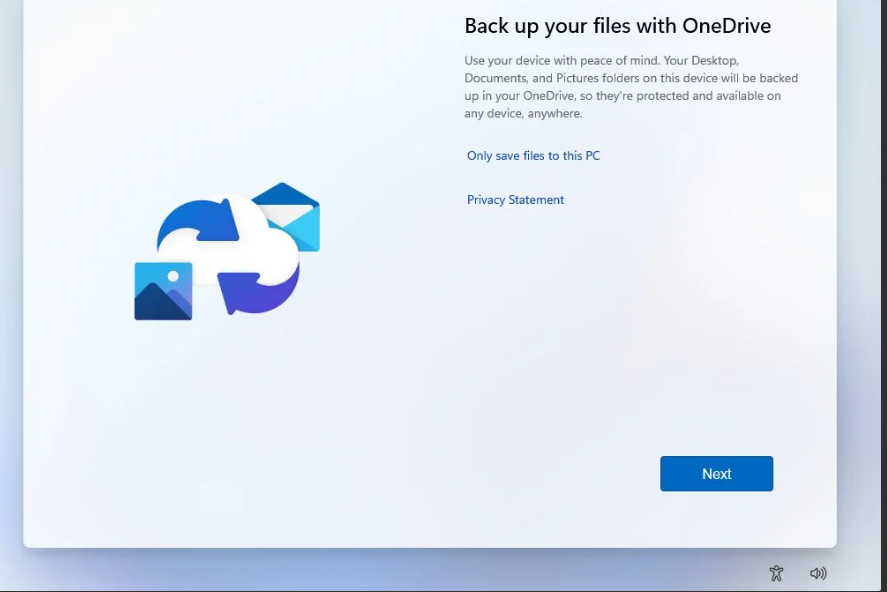 Back up your files with OneDrive
Use your device with peace of mind. Your Desktop,
Documents, and Pictures folders on this device will be backed
up in your OneDrive, so they're protected and available on
any device, anywhere.
Only save files to this PC
Privacy Statement
Next